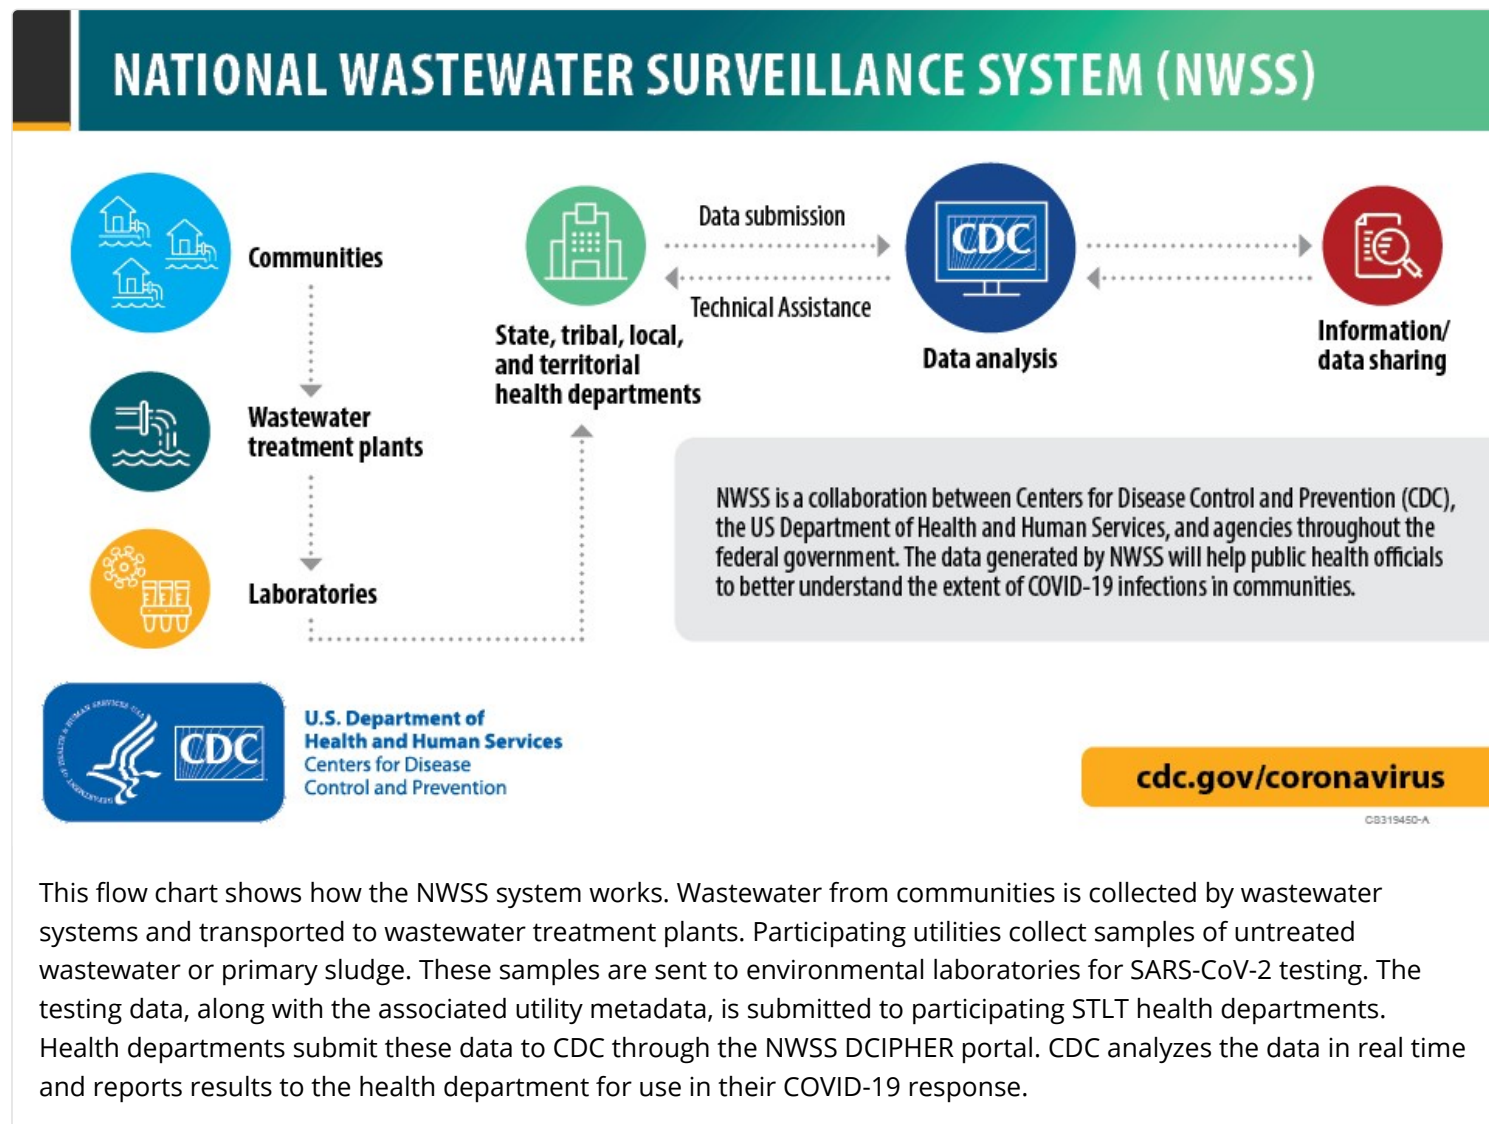 NATIONAL WASTEWATER SURVEILLANCE SYSTEM (NWSS)
Communities
Wastewater
treatment plants
Laboratories
State, tribal, local,
and territorial
health departments
Data submission
Technical Assistance
CDC
Data analysis
Information/
data sharing
NWSS is a collaboration between Centers for Disease Control and Prevention (CDC),
the US Department of Health and Human Services, and agencies throughout the
federal government. The data generated by NWSS will help public health officials
to better understand the extent of COVID-19 infections in communities.
DEPARTMENT OF HEALTH & HUMAN SERVICES USA
CDC
U.S. Department of
Health and Human Services
Centers for Disease
Control and Prevention
cdc.gov/coronavirus
CS319450-A
This flow chart shows how the NWSS system works. Wastewater from communities is collected by wastewater
systems and transported to wastewater treatment plants. Participating utilities collect samples of untreated
wastewater or primary sludge. These samples are sent to environmental laboratories for SARS-CoV-2 testing. The
testing data, along with the associated utility metadata, is submitted to participating STLT health departments.
Health departments submit these data to CDC through the NWSS DCIPHER portal. CDC analyzes the data in real time
and reports results to the health department for use in their COVID-19 response.